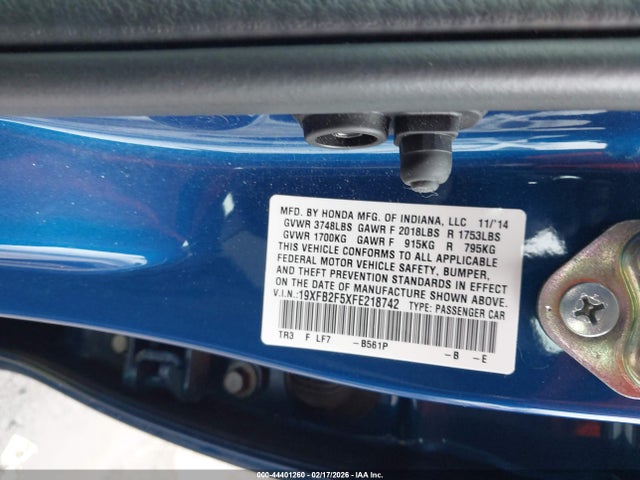 MFD. BY HONDA MFG. OF INDIANA, LLC 11/'14
GVWR 3748LBS GAWR F 2018LBS R 1753LBS
GVWR 1700KG GAWR F 915KG R 795KG
THIS VEHICLE CONFORMS TO ALL APPLICABLE
FEDERAL MOTOR VEHICLE SAFETY, BUMPER,
AND THEFT PREVENTION STANDARDS IN EFFECT
ON THE DATE OF MANUFACTURE SHOWN ABOVE.
V.I.N.:19XFB2F5XFE218742 TYPE: PASSENGER CAR
TR3 F LF7 -B561P -B -E
000-44401260 - 02/17/2026 - IAA Inc.